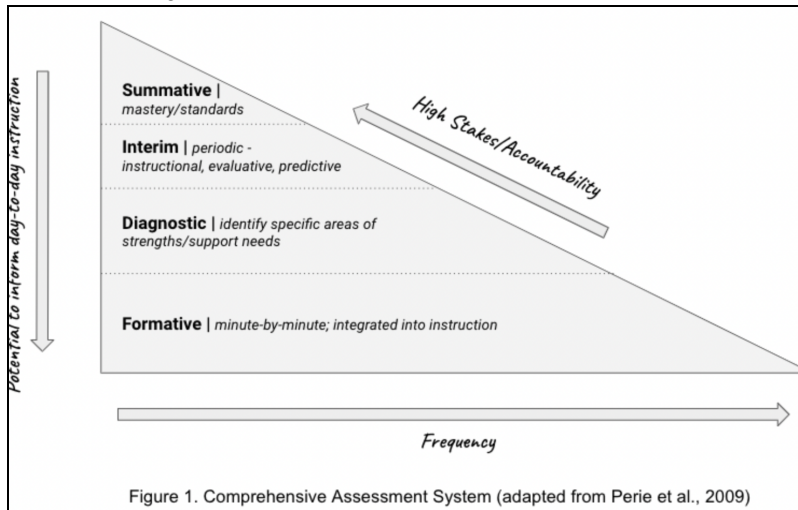 Summative |
mastery/standards
Interim | periodic -
instructional, evaluative, predictive
Diagnostic | identify specific areas of
strengths/support needs
Formative | minute-by-minute; integrated into instruction
Potential to inform day-to-day instruction
High Stakes/Accountability
Frequency
Figure 1. Comprehensive Assessment System (adapted from Perie et al., 2009)